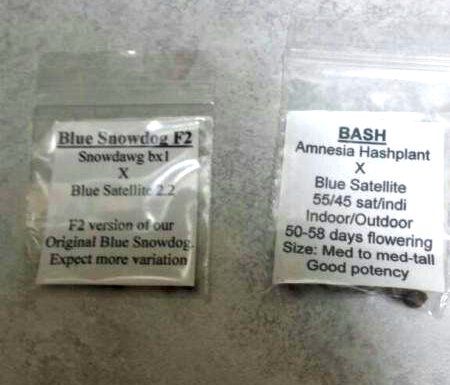 Blue Snowdog F2
Snowdawg bx1
X
Blue Satellite 2.2
F2 version of our
Original Blue Snowdog.
Expect more variation
BASH
Amnesia Hashplant
X
Blue Satellite
55/45 sat/indi
Indoor/Outdoor
50-58 days flowering
Size: Med to med-tall
Good potency